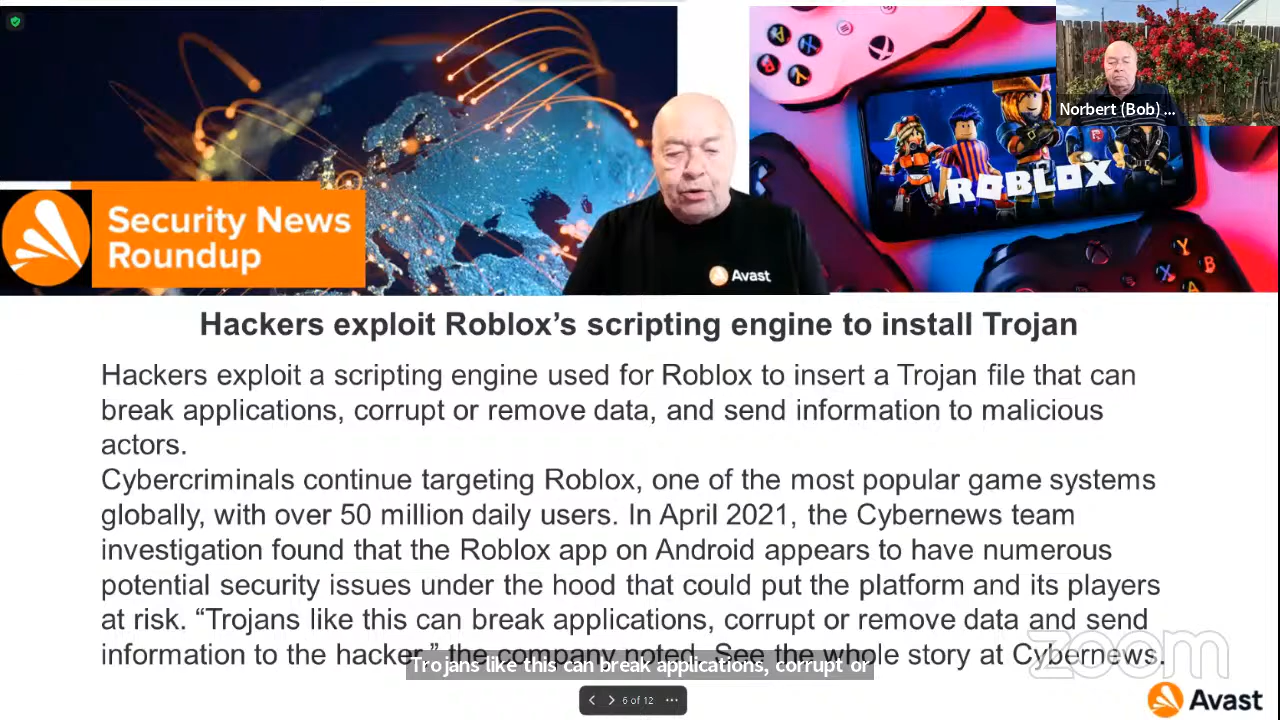 Norbert (Bob) ...
ROBLOX
Security News
Roundup
Avast
Y
B
X
A
Hackers exploit Roblox’s scripting engine to install Trojan
Hackers exploit a scripting engine used for Roblox to insert a Trojan file that can
break applications, corrupt or remove data, and send information to malicious
actors.
Cybercriminals continue targeting Roblox, one of the most popular game systems
globally, with over 50 million daily users. In April 2021, the Cybernews team
investigation found that the Roblox app on Android appears to have numerous
potential security issues under the hood that could put the platform and its players
at risk. “Trojans like this can break applications, corrupt or remove data and send
information to the hacker,” the company noted. See the whole story at Cybernews.
Trojans like this can break applications, corrupt or
zoom
6 of 12
Avast